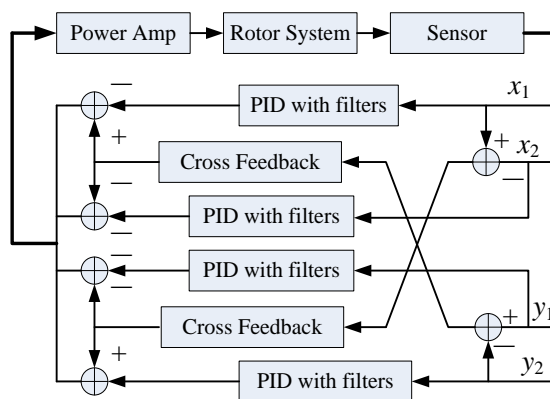 Power Amp Rotor System Sensor
− PID with filters x₁
+ + x₂
Cross Feedback
− −
PID with filters
−
− PID with filters
−
Cross Feedback + y₁
+ − y₂
− PID with filters